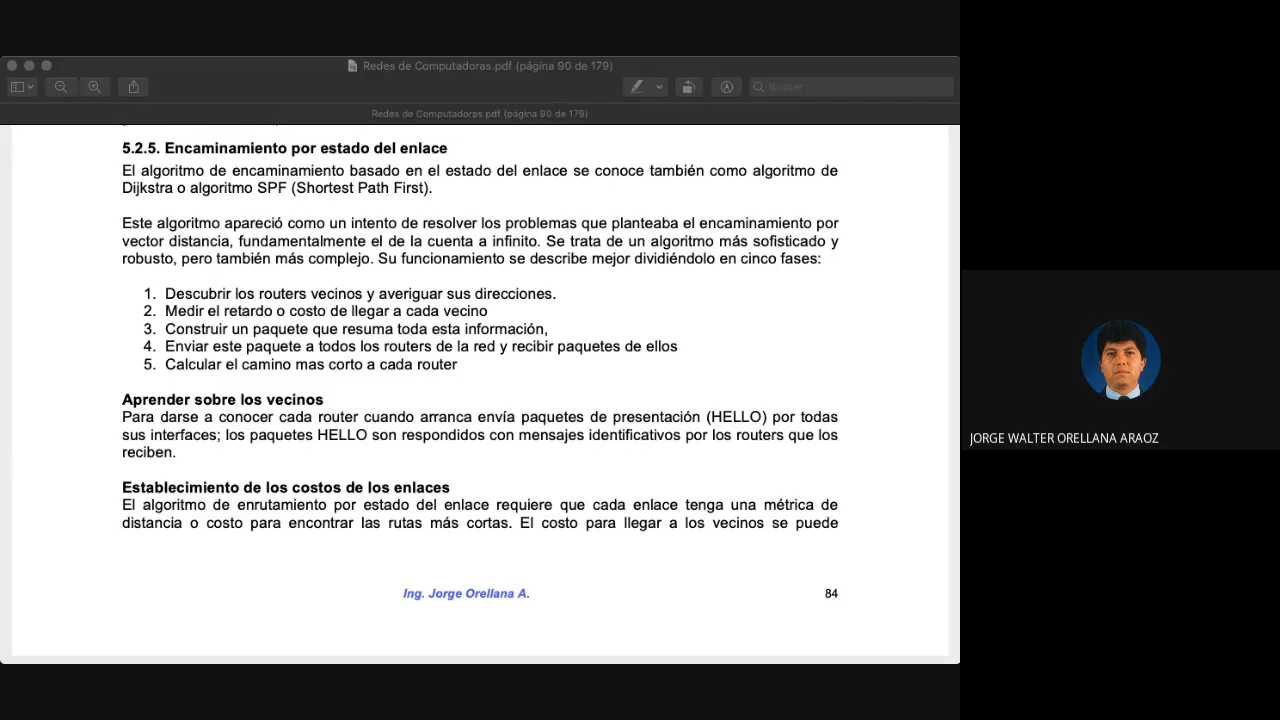 Redes de Computadoras.pdf (página 90 de 179)
Buscar
Redes de Computadoras.pdf (página 90 de 179)
5.2.5. Encaminamiento por estado del enlace
El algoritmo de encaminamiento basado en el estado del enlace se conoce también como algoritmo de
Dijkstra o algoritmo SPF (Shortest Path First).
Este algoritmo apareció como un intento de resolver los problemas que planteaba el encaminamiento por
vector distancia, fundamentalmente el de la cuenta a infinito. Se trata de un algoritmo más sofisticado y
robusto, pero también más complejo. Su funcionamiento se describe mejor dividiéndolo en cinco fases:
1. Descubrir los routers vecinos y averiguar sus direcciones.
2. Medir el retardo o costo de llegar a cada vecino
3. Construir un paquete que resuma toda esta información,
4. Enviar este paquete a todos los routers de la red y recibir paquetes de ellos
5. Calcular el camino mas corto a cada router
Aprender sobre los vecinos
Para darse a conocer cada router cuando arranca envía paquetes de presentación (HELLO) por todas
sus interfaces; los paquetes HELLO son respondidos con mensajes identificativos por los routers que los
reciben.
Establecimiento de los costos de los enlaces
El algoritmo de enrutamiento por estado del enlace requiere que cada enlace tenga una métrica de
distancia o costo para encontrar las rutas más cortas. El costo para llegar a los vecinos se puede
Ing. Jorge Orellana A.
84
JORGE WALTER ORELLANA ARAOZ